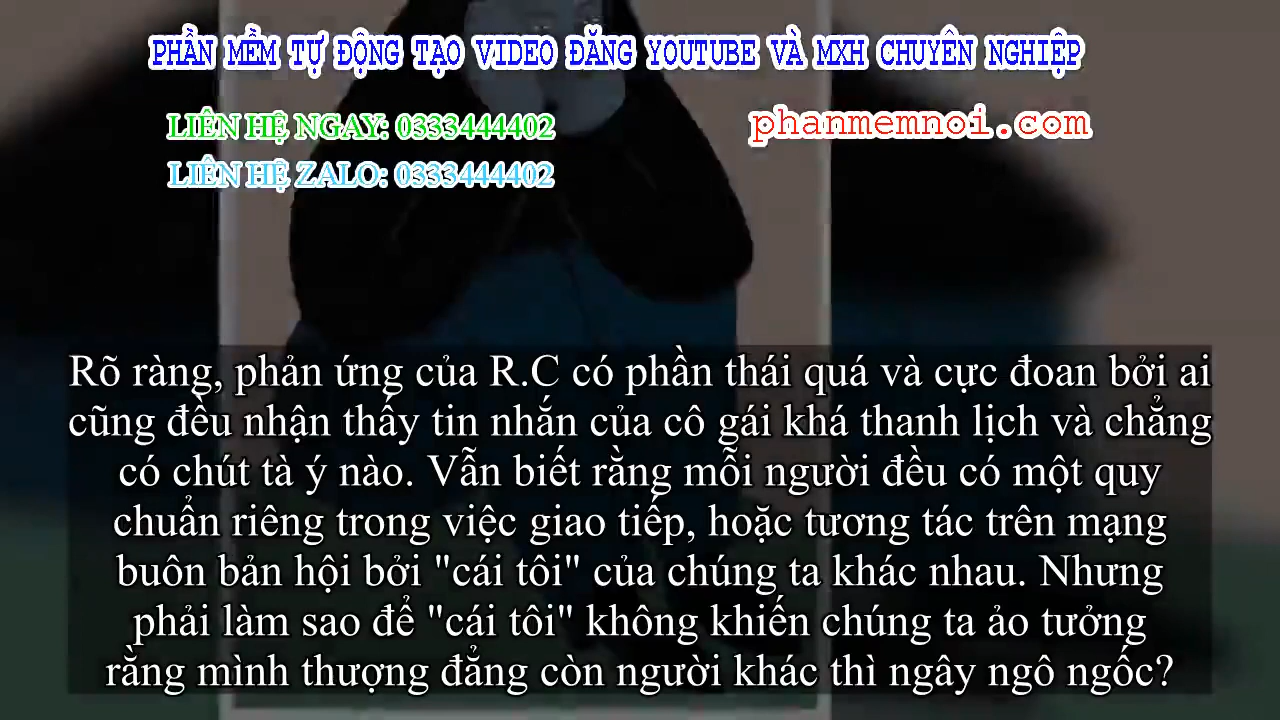 PHẦN MỀM TỰ ĐỘNG TẠO VIDEO ĐĂNG YOUTUBE VÀ MXH CHUYÊN NGHIỆP
LIÊN HỆ NGAY: 0333444402
phanmemnoi.com
LIÊN HỆ ZALO: 0333444402
Rõ ràng, phản ứng của R.C có phần thái quá và cực đoan bởi ai
cũng đều nhận thấy tin nhắn của cô gái khá thanh lịch và chẳng
có chút tà ý nào. Vẫn biết rằng mỗi người đều có một quy
chuẩn riêng trong việc giao tiếp, hoặc tương tác trên mạng
buôn bản hội bởi "cái tôi" của chúng ta khác nhau. Nhưng
phải làm sao để "cái tôi" không khiến chúng ta ảo tưởng
rằng mình thượng đẳng còn người khác thì ngây ngô ngốc?